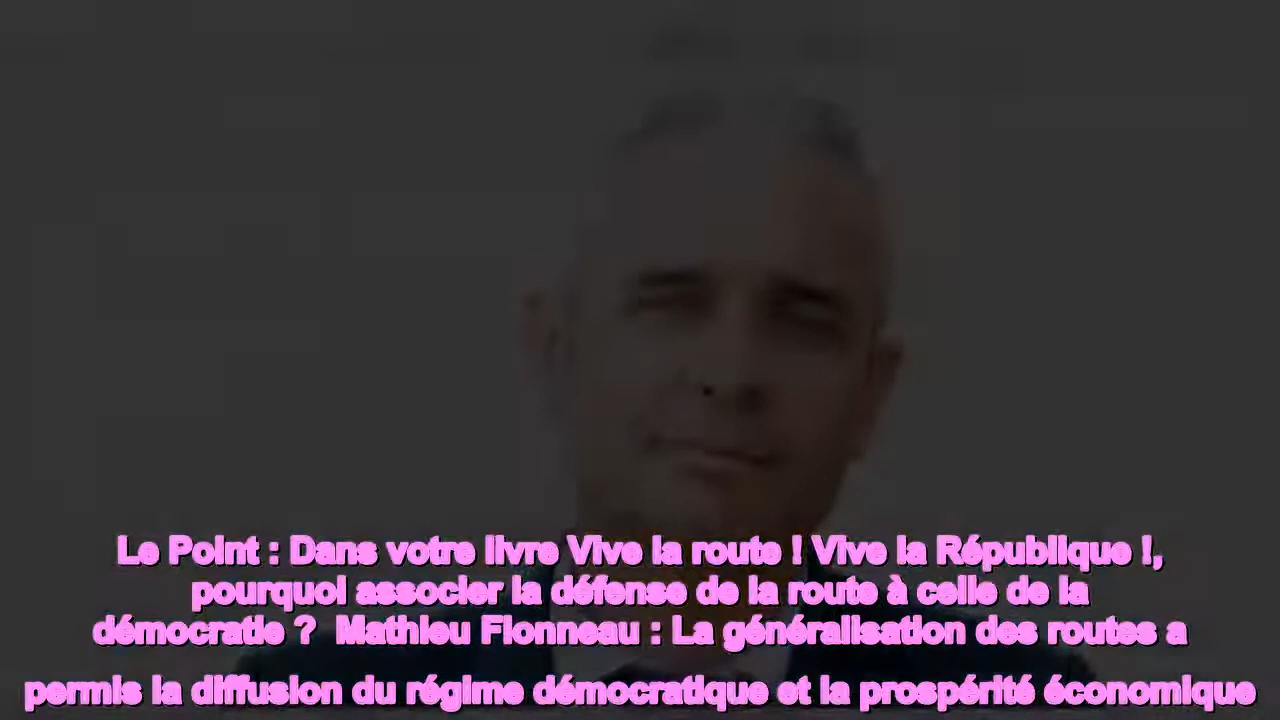 Le Point : Dans votre livre Vive la route ! Vive la République !,
pourquoi associer la défense de la route à celle de la
démocratie ?  Mathieu Flonneau : La généralisation des routes a
permis la diffusion du régime démocratique et la prospérité économique